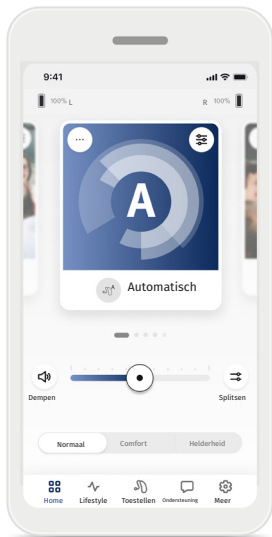 9:41
100% L
R 100%
A
A
Automatisch
Dempen
Splitsen
Normaal
Comfort
Helderheid
Home
Lifestyle
Toestellen
Ondersteuning
Meer